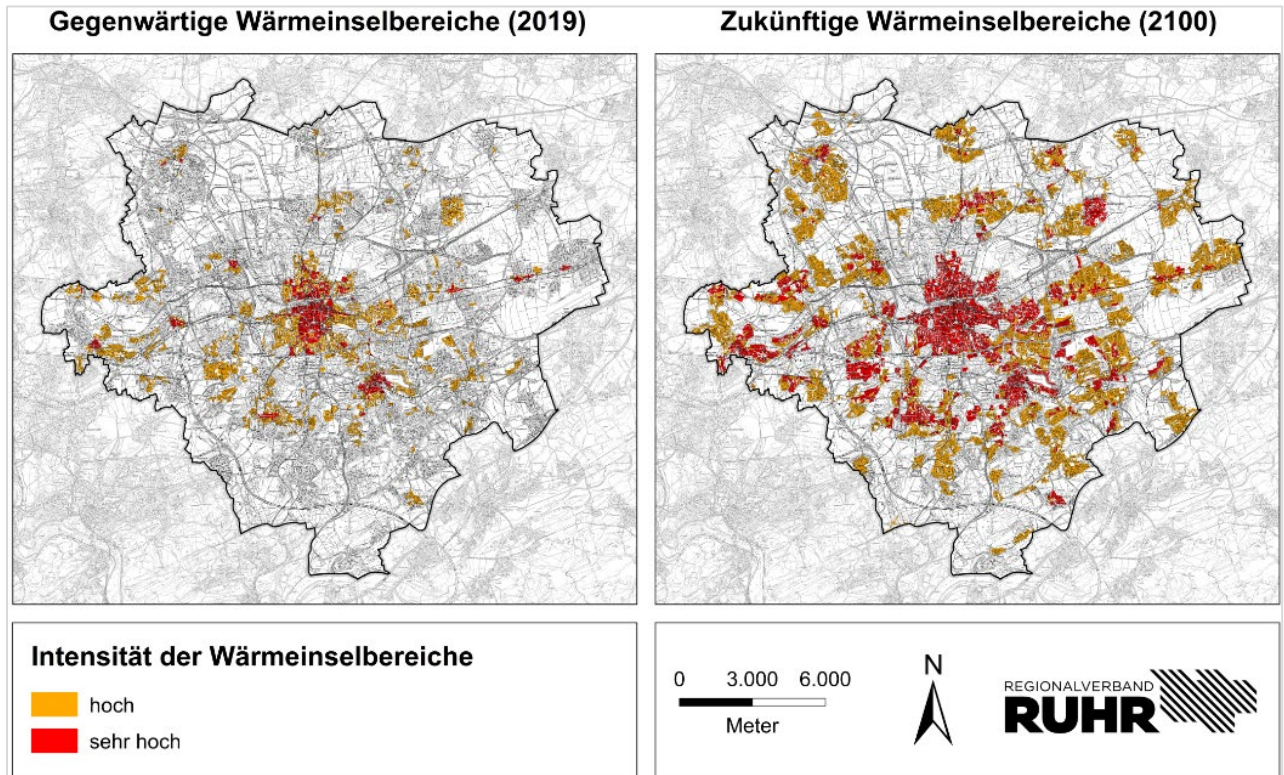 Gegenwärtige Wärmeinselbereiche (2019)
Zukünftige Wärmeinselbereiche (2100)
Intensität der Wärmeinselbereiche
hoch
sehr hoch
0 3.000 6.000
Meter
N
REGIONALVERBAND
RUHR